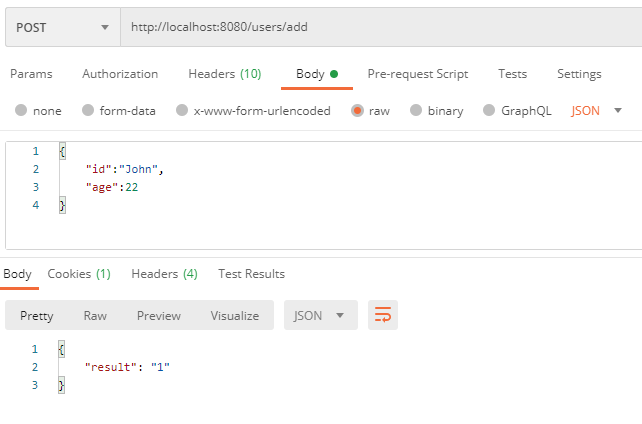 POST http://localhost:8080/users/add
Params Authorization Headers (10) Body Pre-request Script Tests Settings
none form-data x-www-form-urlencoded raw binary GraphQL JSON
1 {
2 "id":"John",
3 "age":22
4 }
Body Cookies (1) Headers (4) Test Results
Pretty Raw Preview Visualize JSON
1 {
2 "result": "1"
3 }